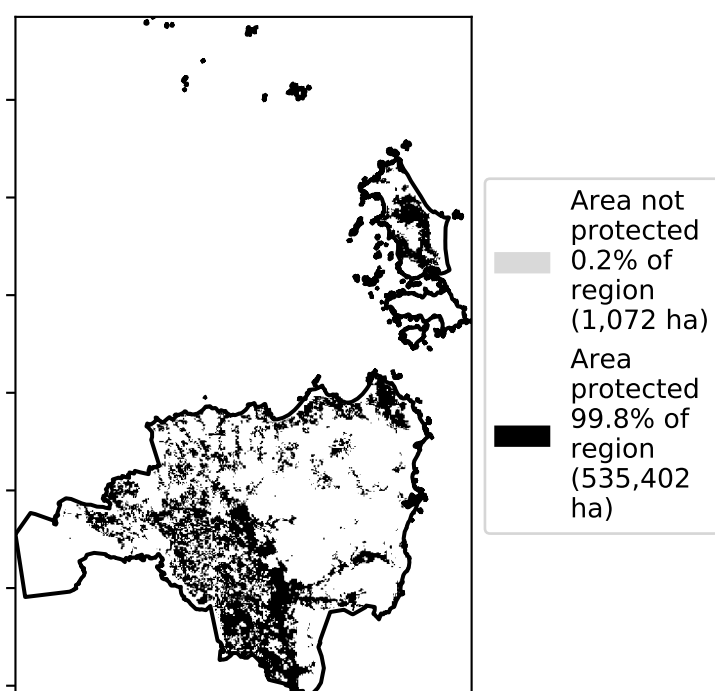 Area not
protected
0.2% of
region
(1,072 ha)
Area
protected
99.8% of
region
(535,402
ha)